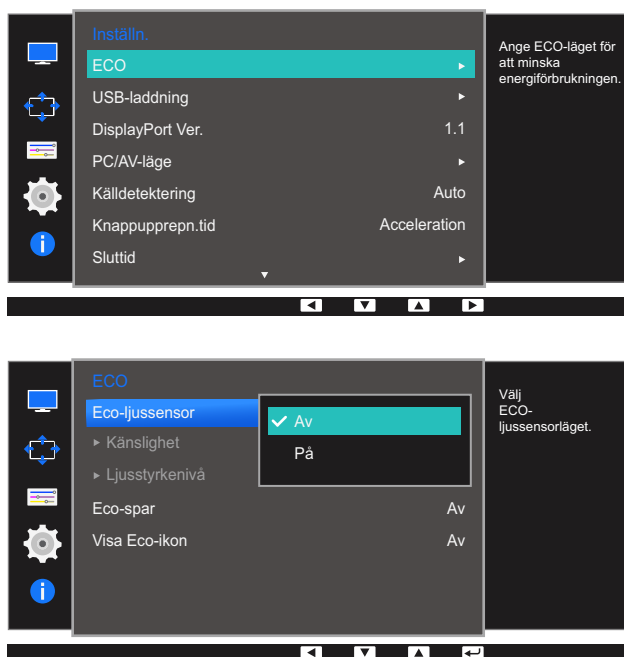 Inställn.
ECO
USB-laddning
DisplayPort Ver. 1.1
PC/AV-läge
Källdetektering Auto
Knappupprepn.tid Acceleration
Sluttid
Ange ECO-läget för
att minska
energiförbrukningen.
ECO
Eco-ljussensor
Känslighet
Ljusstyrkenivå
Av
På
Eco-spar Av
Visa Eco-ikon Av
Välj
ECO-
ljussensorläget.